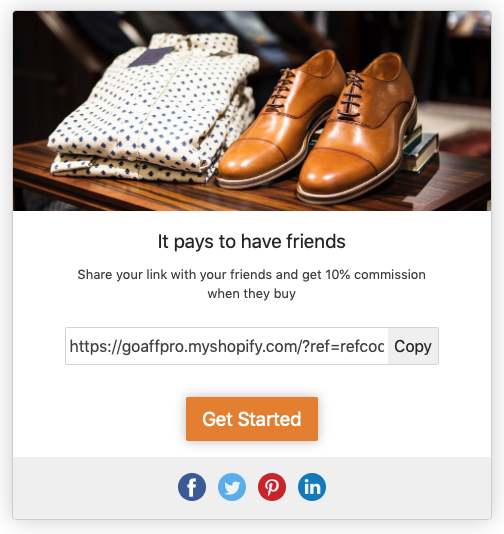 It pays to have friends
Share your link with your friends and get 10% commission
when they buy
https://goaffpro.myshopify.com/?ref=refcoc Copy
Get Started